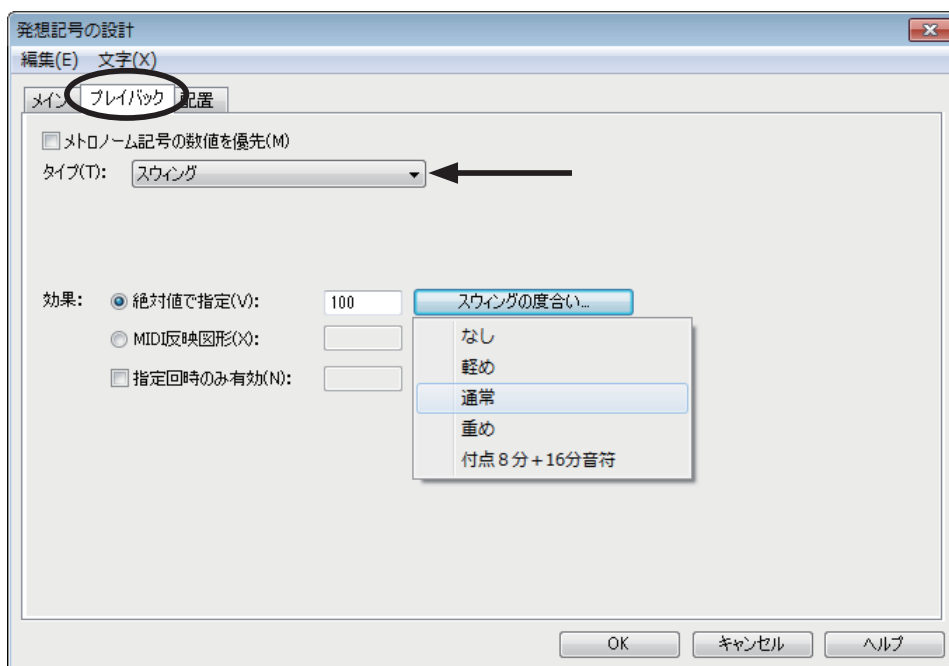 発想記号の設計
編集(E) 文字(X)
メイン プレイバック 配置
メトロノーム記号の数値を優先(M)
タイプ(T): スウィング
効果: 絶対値で指定(V): 100 スウィングの度合い...
MIDI反映図形(X):
指定回時のみ有効(N):
なし
軽め
通常
重め
付点８分＋16分音符
OK キャンセル ヘルプ